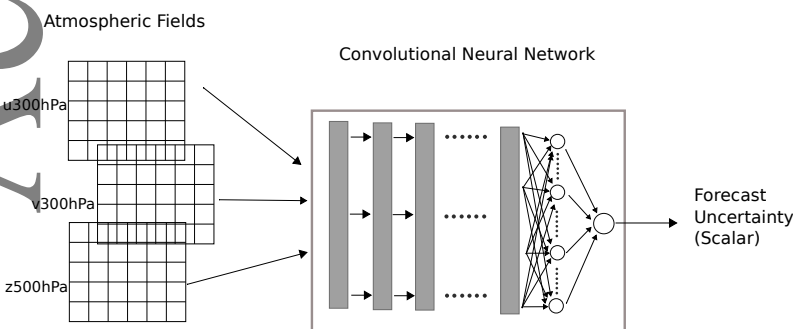 Atmospheric Fields
Convolutional Neural Network
u300hPa
v300hPa
z500hPa
Forecast
Uncertainty
(Scalar)